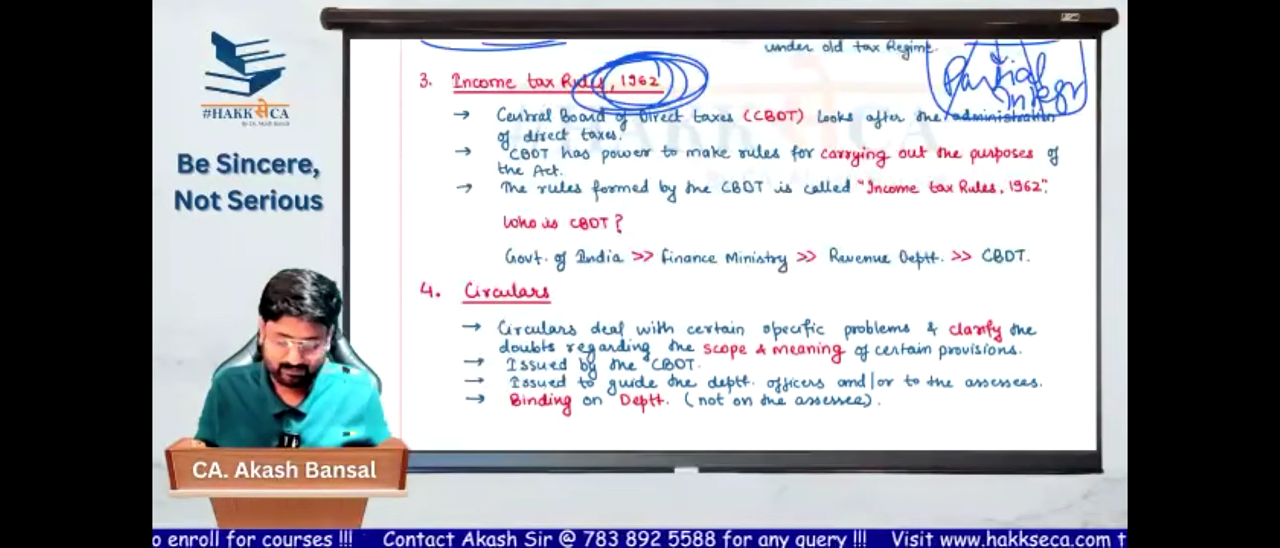 under old tax Regime.
Partial
integr
3. Income tax Rules, 1962
→ Central Board of Direct taxes (CBDT) looks after the administration
of direct taxes.
→ CBDT has power to make rules for carrying out the purposes of
the Act.
→ The rules formed by the CBDT is called "Income tax Rules, 1962".
Who is CBDT?
Govt. of India >> Finance Ministry >> Revenue Deptt. >> CBDT.
4. Circulars
→ Circulars deal with certain specific problems & clarify the
doubts regarding the scope & meaning of certain provisions.
→ Issued by the CBDT.
→ Issued to guide the deptt. officers and/or to the assessees.
→ Binding on Deptt. (not on the assessee).
#HAKKसेCA
By CA. Akash Bansal
Be Sincere,
Not Serious
CA. Akash Bansal
o enroll for courses !!! Contact Akash Sir @ 783 892 5588 for any query !!! Visit www.hakkseca.com t